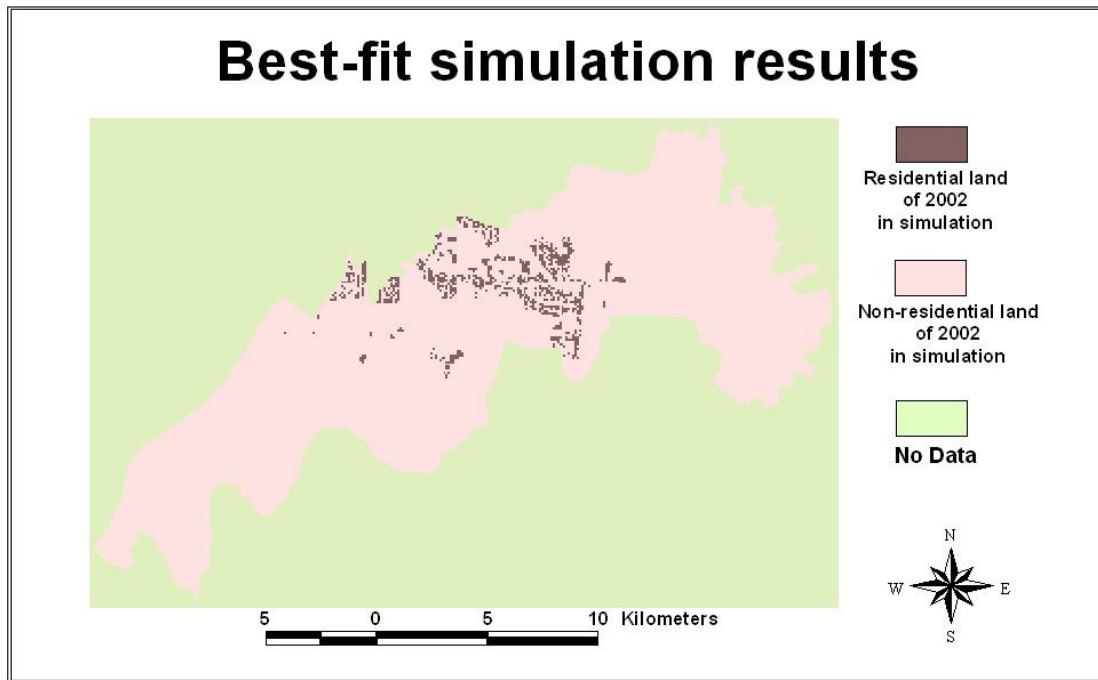 Best-fit simulation results
Residential land
of 2002
in simulation
Non-residential land
of 2002
in simulation
No Data
N
W E
S
5 0 5 10 Kilometers